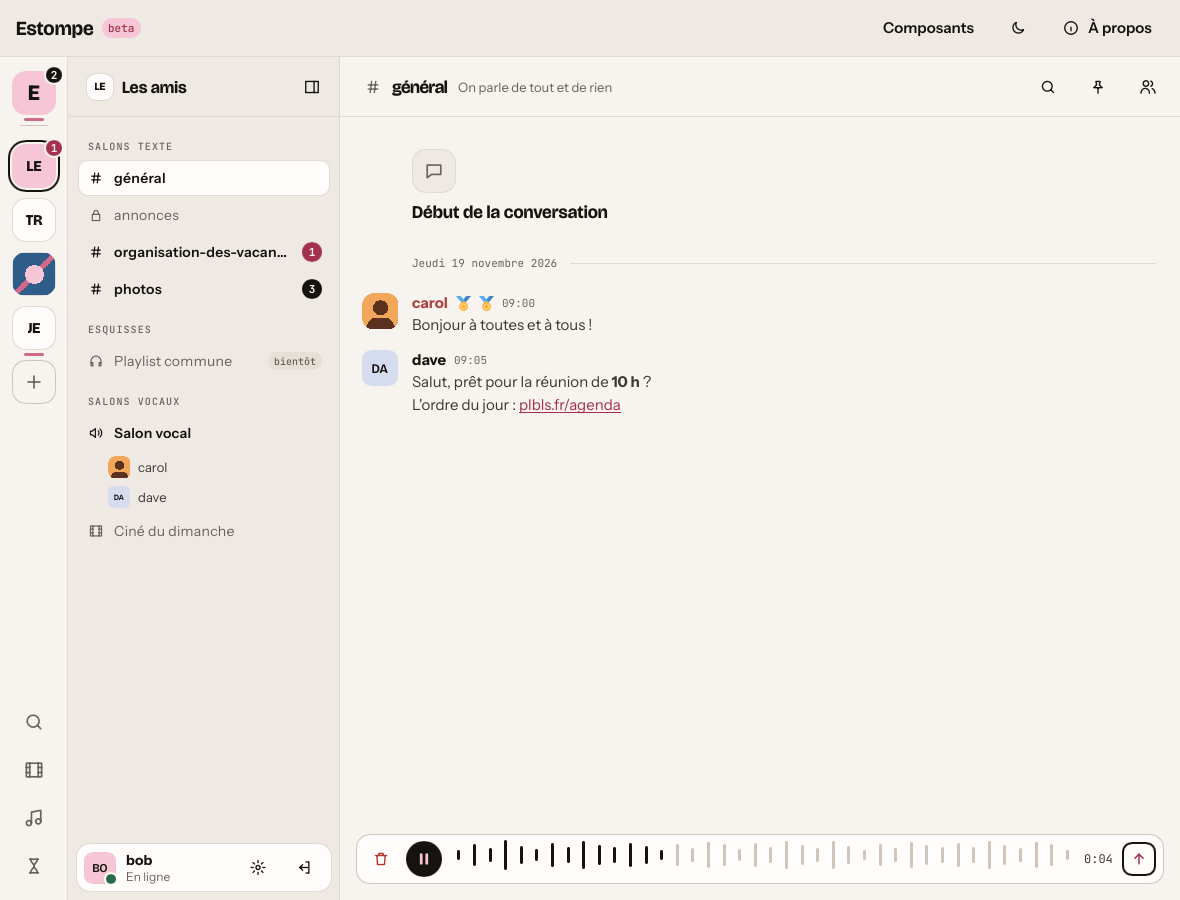 Estompe beta
Composants
À propos
E 2
LE 1
TR
JE
LE Les amis
SALONS TEXTE
# général
annonces
# organisation-des-vacan... 1
# photos 3
ESQUISSES
Playlist commune bientôt
SALONS VOCAUX
Salon vocal
carol
DA dave
Ciné du dimanche
BO bob
En ligne
# général On parle de tout et de rien
Début de la conversation
Jeudi 19 novembre 2026
carol 09:00
Bonjour à toutes et à tous !
DA dave 09:05
Salut, prêt pour la réunion de 10 h ?
L'ordre du jour : plbls.fr/agenda
0:04